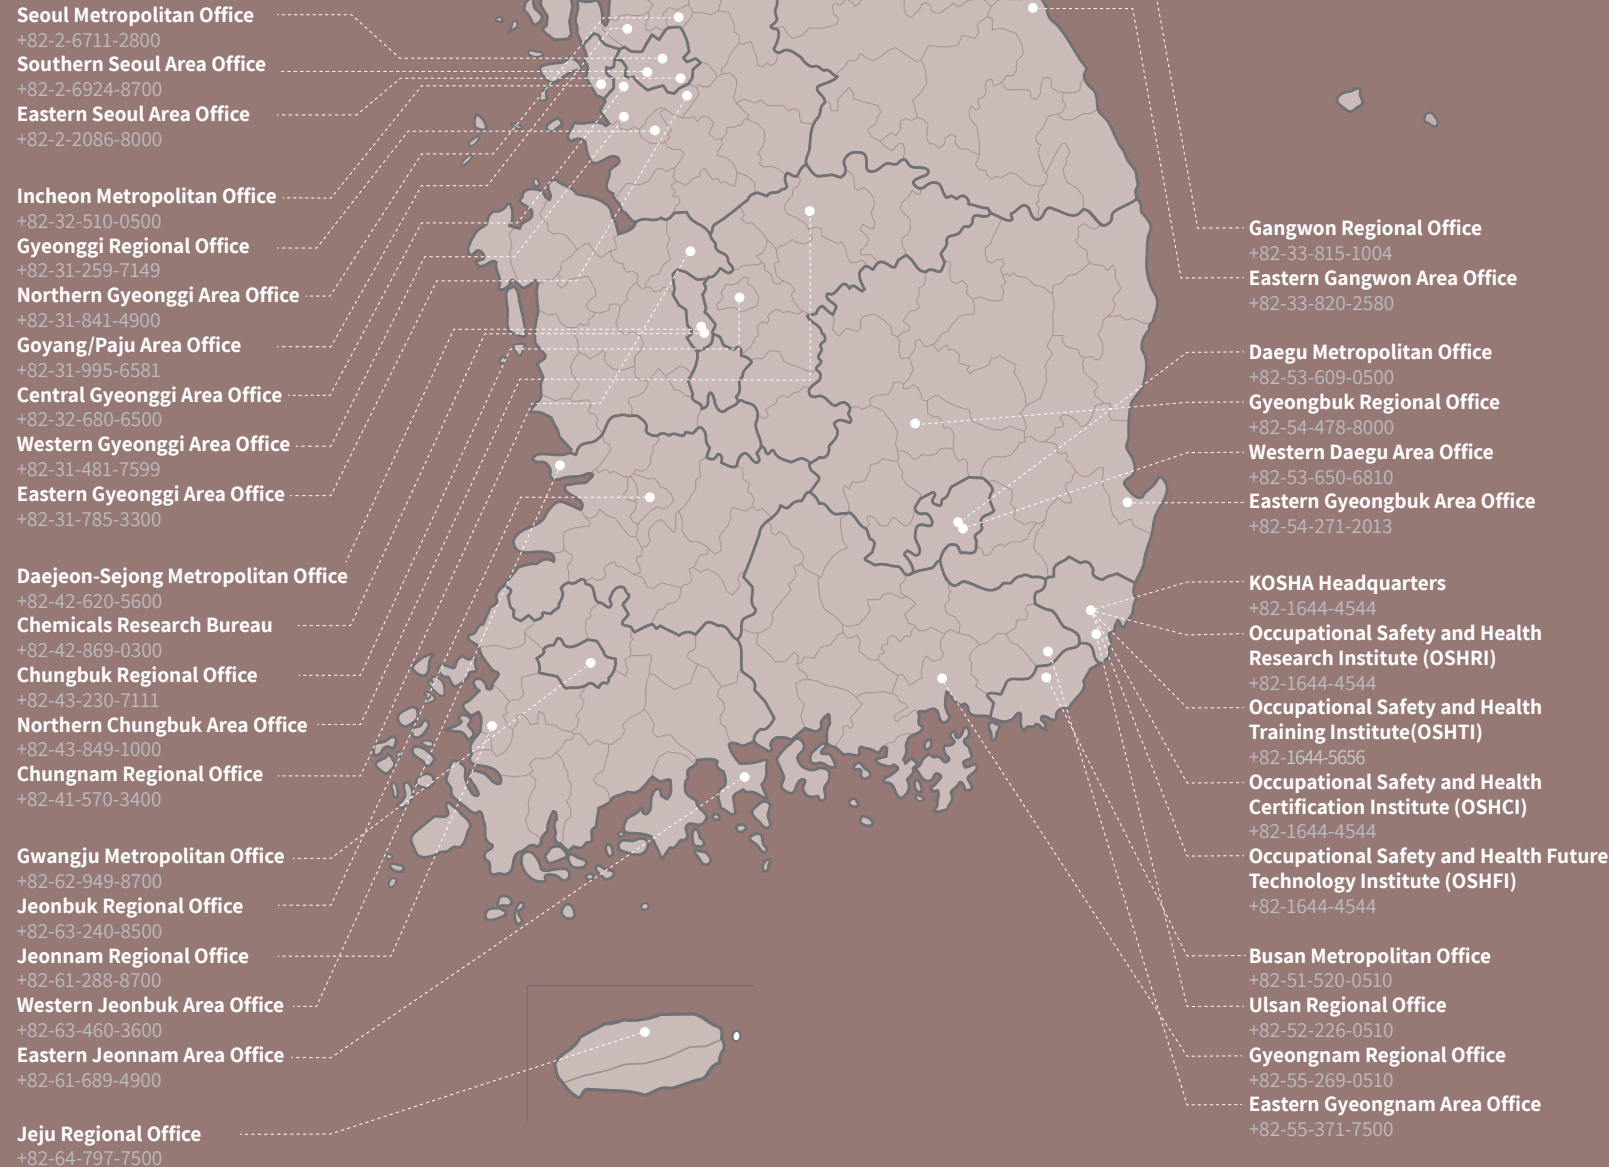 Seoul Metropolitan Office
+82-2-6711-2800
Southern Seoul Area Office
+82-2-6924-8700
Eastern Seoul Area Office
+82-2-2086-8000
Incheon Metropolitan Office
+82-32-510-0500
Gyeonggi Regional Office
+82-31-259-7149
Northern Gyeonggi Area Office
+82-31-841-4900
Goyang/Paju Area Office
+82-31-995-6581
Central Gyeonggi Area Office
+82-32-680-6500
Western Gyeonggi Area Office
+82-31-481-7599
Eastern Gyeonggi Area Office
+82-31-785-3300
Daejeon-Sejong Metropolitan Office
+82-42-620-5600
Chemicals Research Bureau
+82-42-869-0300
Chungbuk Regional Office
+82-43-230-7111
Northern Chungbuk Area Office
+82-43-849-1000
Chungnam Regional Office
+82-41-570-3400
Gwangju Metropolitan Office
+82-62-949-8700
Jeonbuk Regional Office
+82-63-240-8500
Jeonnam Regional Office
+82-61-288-8700
Western Jeonbuk Area Office
+82-63-460-3600
Eastern Jeonnam Area Office
+82-61-689-4900
Jeju Regional Office
+82-64-797-7500
Gangwon Regional Office
+82-33-815-1004
Eastern Gangwon Area Office
+82-33-820-2580
Daegu Metropolitan Office
+82-53-609-0500
Gyeongbuk Regional Office
+82-54-478-8000
Western Daegu Area Office
+82-53-650-6810
Eastern Gyeongbuk Area Office
+82-54-271-2013
KOSHA Headquarters
+82-1644-4544
Occupational Safety and Health
Research Institute (OSHRI)
+82-1644-4544
Occupational Safety and Health
Training Institute(OSHTI)
+82-1644-5656
Occupational Safety and Health
Certification Institute (OSHCI)
+82-1644-4544
Occupational Safety and Health Future
Technology Institute (OSHFI)
+82-1644-4544
Busan Metropolitan Office
+82-51-520-0510
Ulsan Regional Office
+82-52-226-0510
Gyeongnam Regional Office
+82-55-269-0510
Eastern Gyeongnam Area Office
+82-55-371-7500